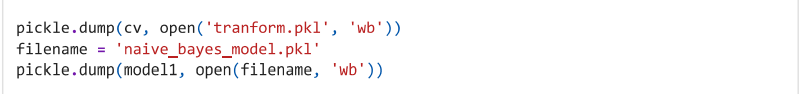 pickle.dump(cv, open('tranform.pkl', 'wb'))
filename = 'naive_bayes_model.pkl'
pickle.dump(model1, open(filename, 'wb'))